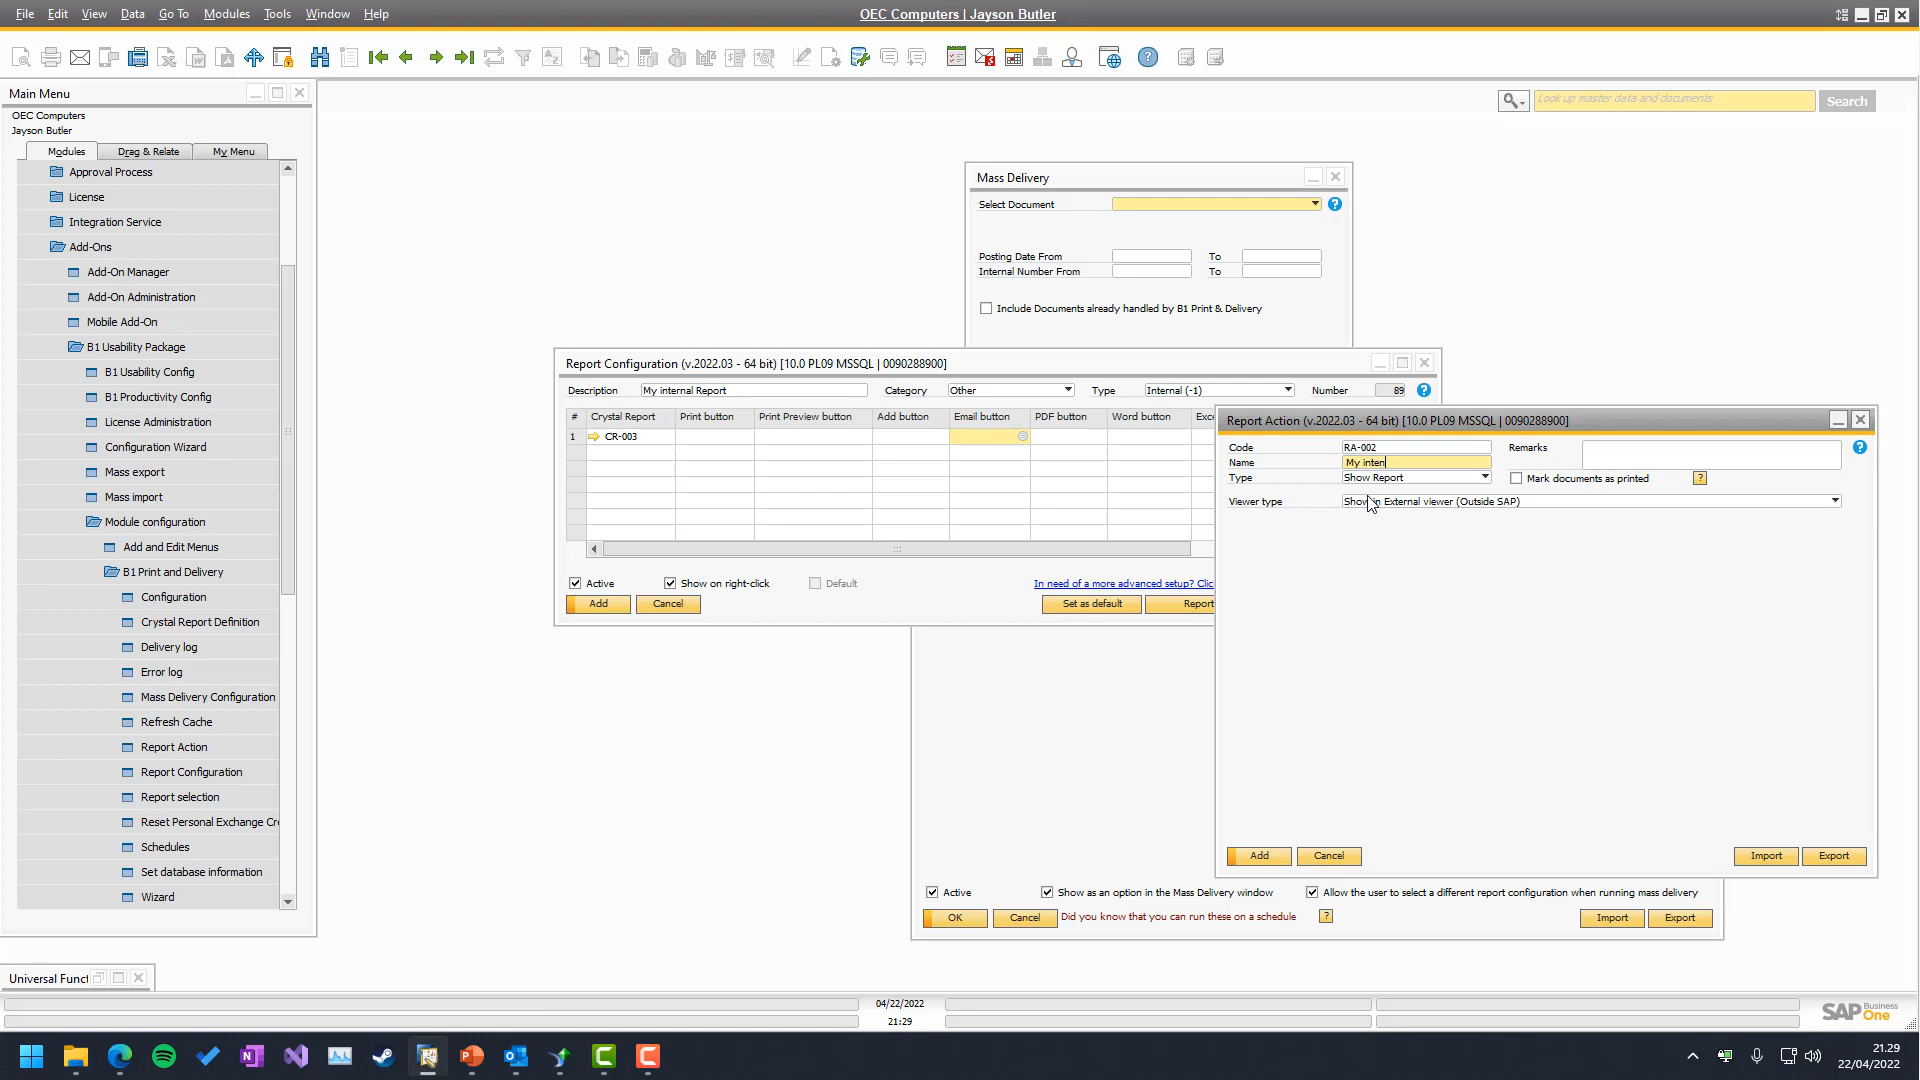 File Edit View Data Go To Modules Tools Window Help
OEC Computers | Jayson Butler
Main Menu
OEC Computers
Jayson Butler
Modules Drag & Relate My Menu
Approval Process
License
Integration Service
Add-Ons
Add-On Manager
Add-On Administration
Mobile Add-On
B1 Usability Package
B1 Usability Config
B1 Productivity Config
License Administration
Configuration Wizard
Mass export
Mass import
Module configuration
Add and Edit Menus
B1 Print and Delivery
Configuration
Crystal Report Definition
Delivery log
Error log
Mass Delivery Configuration
Refresh Cache
Report Action
Report Configuration
Report selection
Reset Personal Exchange Cr
Schedules
Set database information
Wizard
Universal Funct
Look up master data and documents
Search
Mass Delivery
Select Document
Posting Date From To
Internal Number From To
Include Documents already handled by B1 Print & Delivery
Report Configuration (v.2022.03 - 64 bit) [10.0 PL09 MSSQL | 0090288900]
Description My internal Report Category Other Type Internal (-1) Number 89
# Crystal Report Print button Print Preview button Add button Email button PDF button Word button Exce
1 CR-003
Active Show on right-click Default In need of a more advanced setup? Clic
Add Cancel Set as default Report
Report Action (v.2022.03 - 64 bit) [10.0 PL09 MSSQL | 0090288900]
Code RA-002 Remarks
Name My inten
Type Show Report Mark documents as printed ?
Viewer type Show in External viewer (Outside SAP)
Add Cancel Import Export
Active Show as an option in the Mass Delivery window Allow the user to select a different report configuration when running mass delivery
OK Cancel Did you know that you can run these on a schedule ? Import Export
04/22/2022
21:29
SAP Business One
21.29
22/04/2022